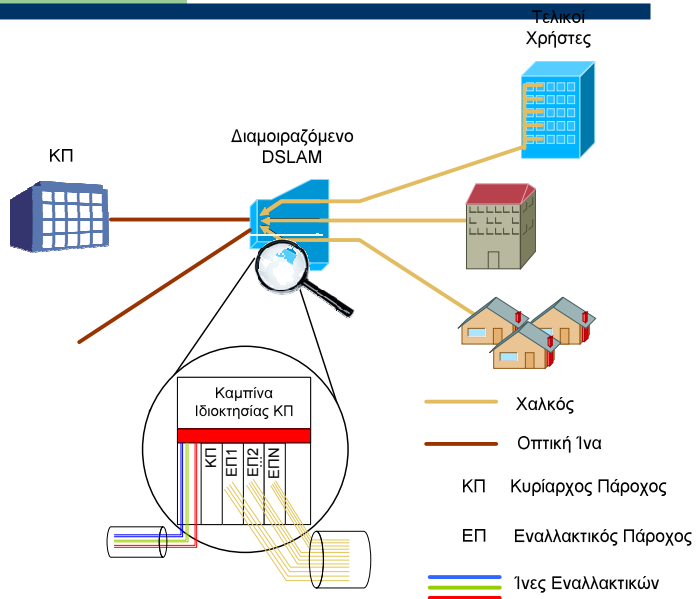 Τελικοί
Χρήστες
Διαμοιραζόμενο
DSLAM
ΚΠ
Καμπίνα
Ιδιοκτησίας ΚΠ
ΚΠ
ΕΠ1
ΕΠ2
...
ΕΠΝ
Χαλκός
Οπτική Ίνα
ΚΠ Κυρίαρχος Πάροχος
ΕΠ Εναλλακτικός Πάροχος
Ίνες Εναλλακτικών